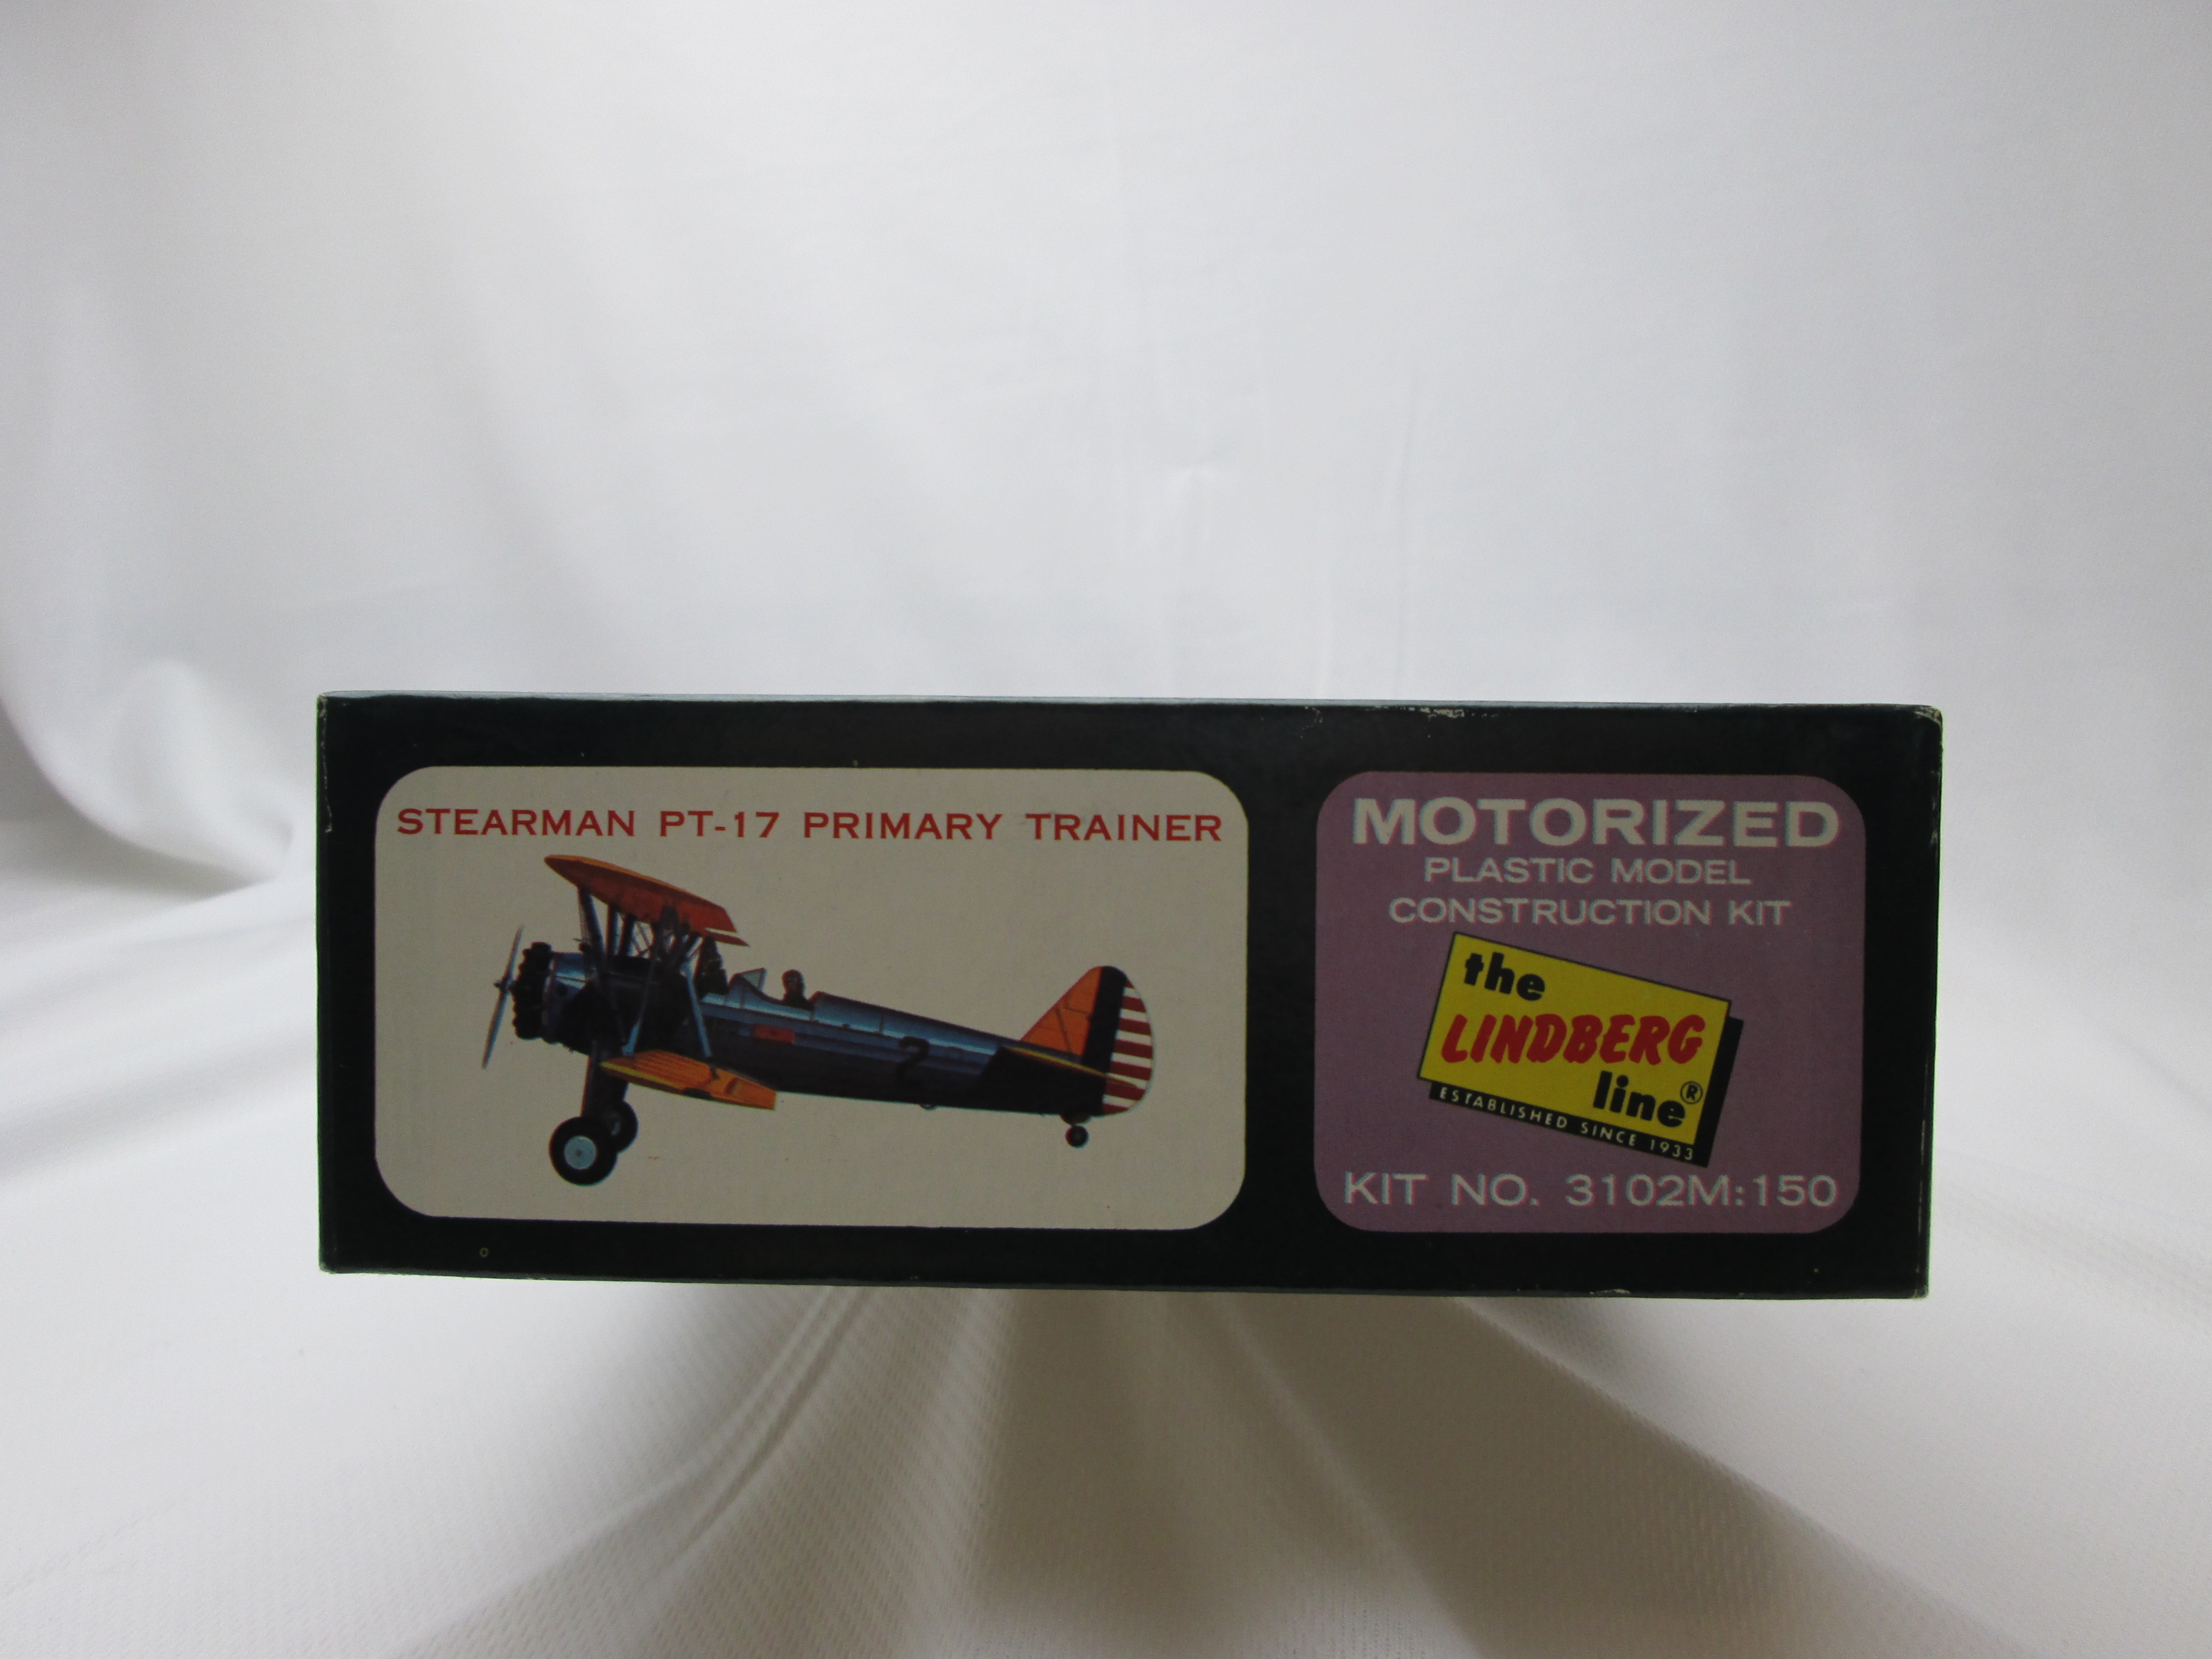 STEARMAN PT-17 PRIMARY TRAINER
2
MOTORIZED
PLASTIC MODEL
CONSTRUCTION KIT
the
LINDBERG
line®
ESTABLISHED SINCE 1933
KIT NO. 3102M:150